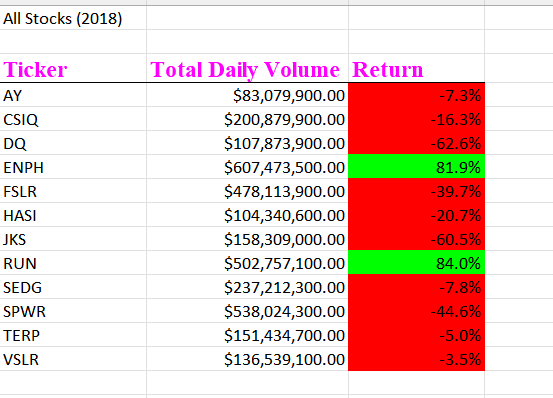 All Stocks (2018)
Ticker Total Daily Volume Return
AY $83,079,900.00 -7.3%
CSIQ $200,879,900.00 -16.3%
DQ $107,873,900.00 -62.6%
ENPH $607,473,500.00 81.9%
FSLR $478,113,900.00 -39.7%
HASI $104,340,600.00 -20.7%
JKS $158,309,000.00 -60.5%
RUN $502,757,100.00 84.0%
SEDG $237,212,300.00 -7.8%
SPWR $538,024,300.00 -44.6%
TERP $151,434,700.00 -5.0%
VSLR $136,539,100.00 -3.5%